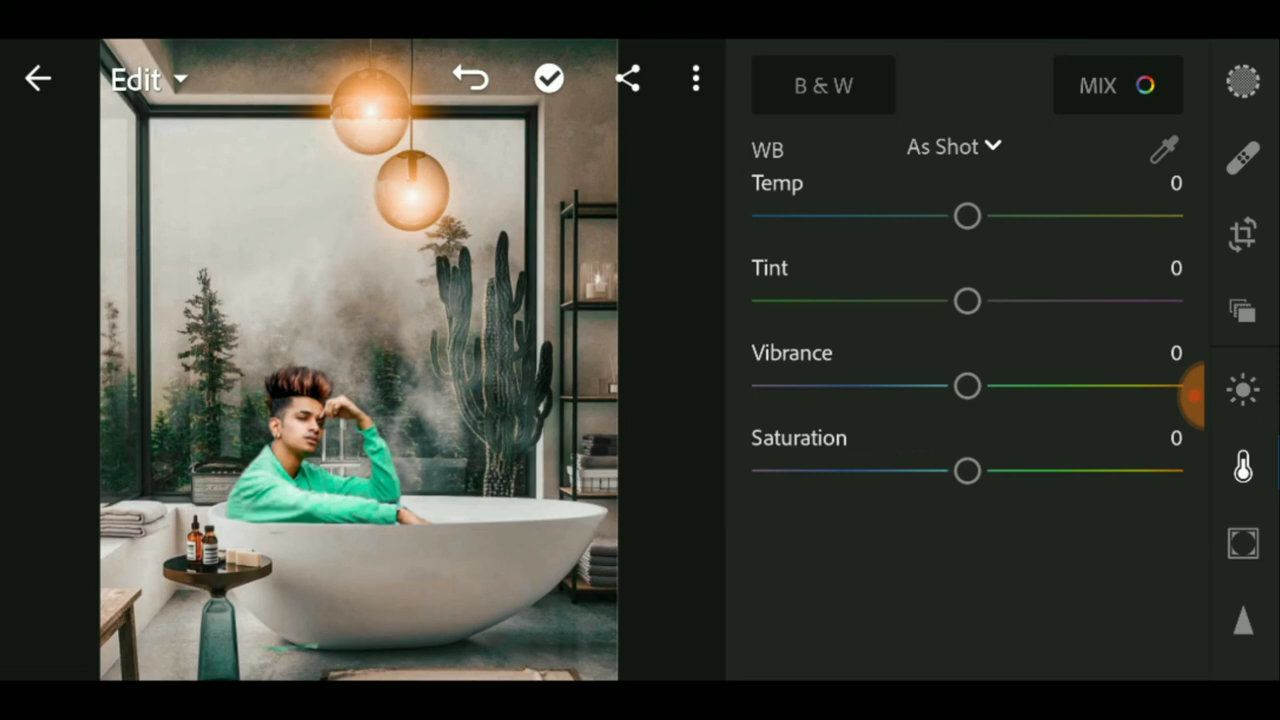 Edit
B & W
MIX
WB
As Shot
Temp
0
Tint
0
Vibrance
0
Saturation
0